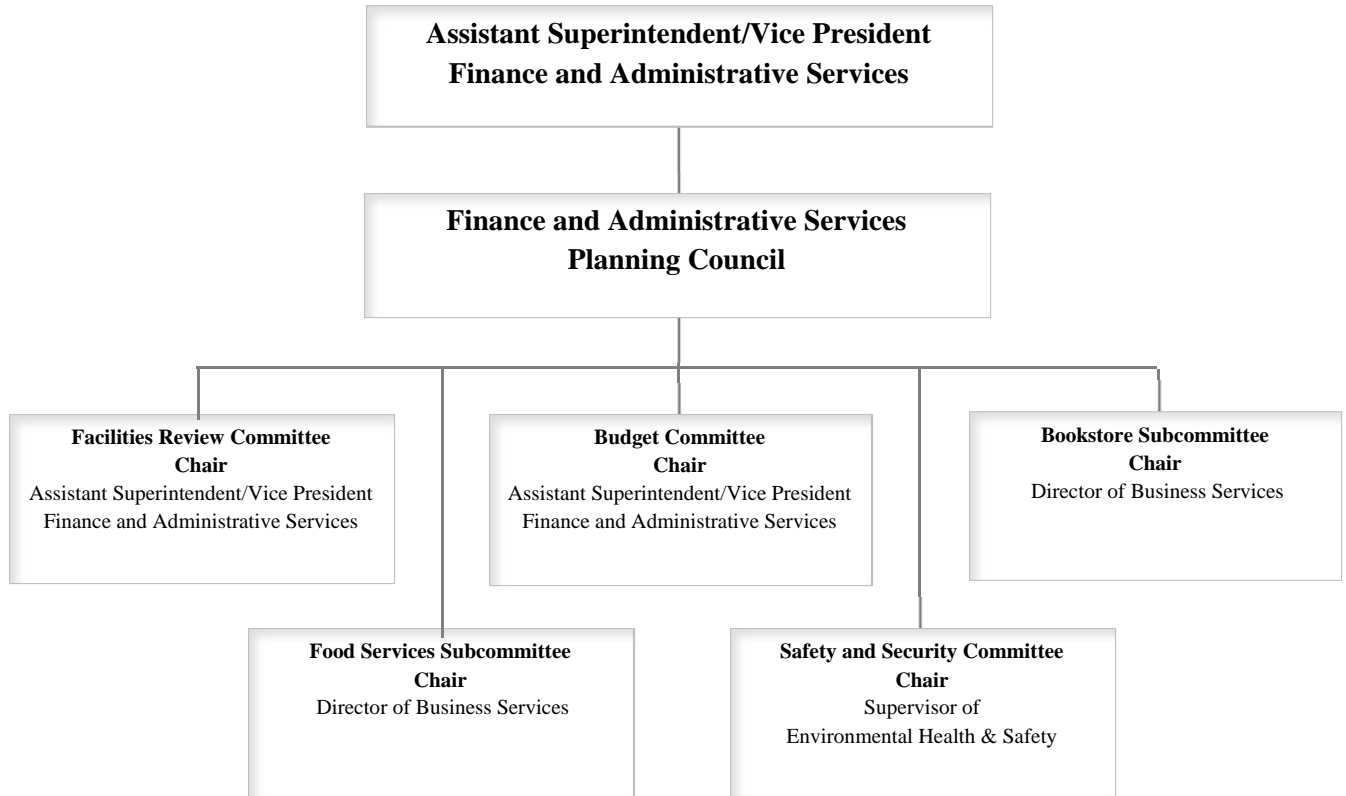 Assistant Superintendent/Vice President
Finance and Administrative Services
Finance and Administrative Services
Planning Council
Facilities Review Committee
Chair
Assistant Superintendent/Vice President
Finance and Administrative Services
Budget Committee
Chair
Assistant Superintendent/Vice President
Finance and Administrative Services
Bookstore Subcommittee
Chair
Director of Business Services
Food Services Subcommittee
Chair
Director of Business Services
Safety and Security Committee
Chair
Supervisor of
Environmental Health & Safety